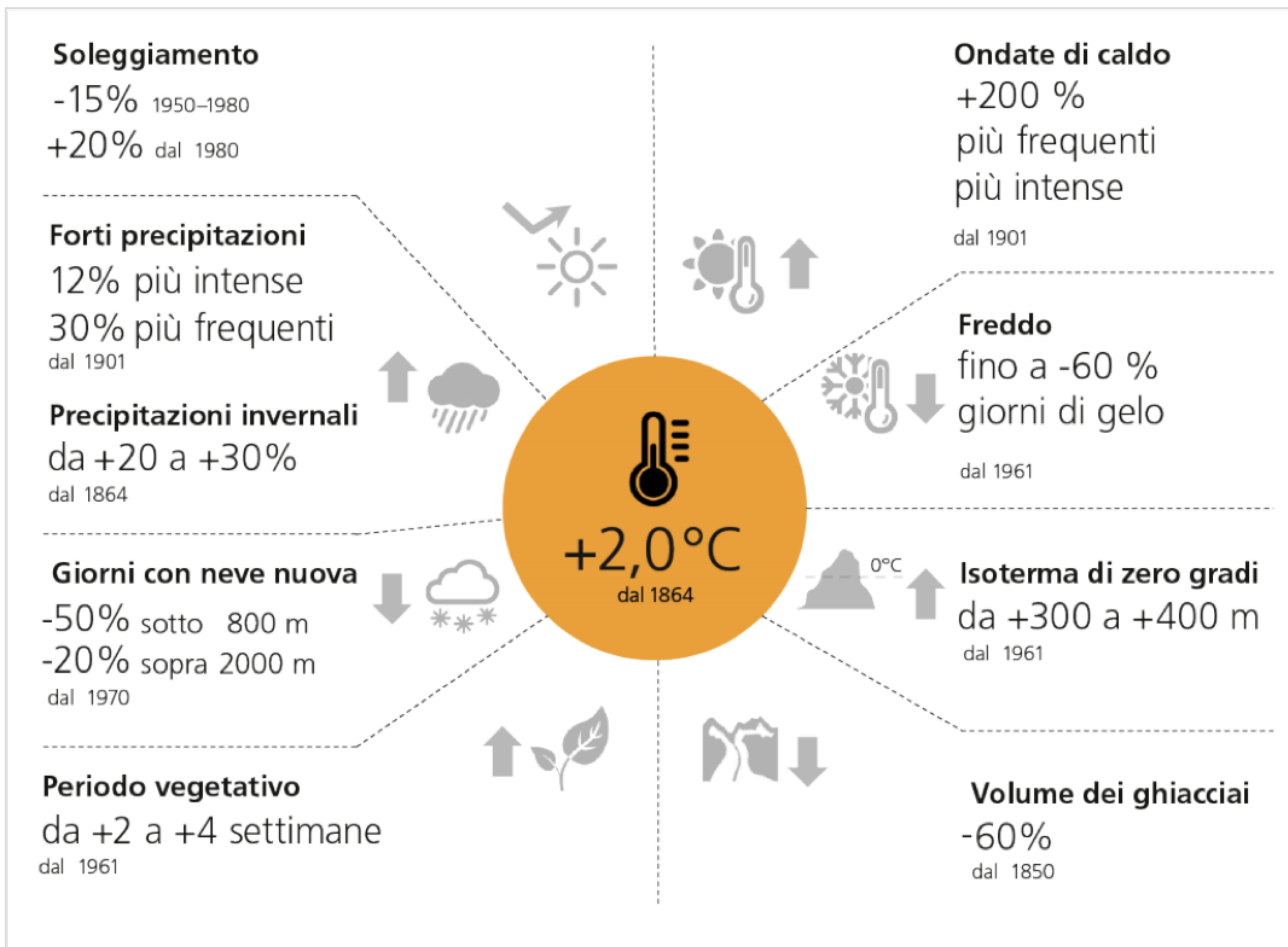 Soleggiamento
-15% 1950–1980
+20% dal 1980
Forti precipitazioni
12% più intense
30% più frequenti
dal 1901
Precipitazioni invernali
da +20 a +30%
dal 1864
Giorni con neve nuova
-50% sotto 800 m
-20% sopra 2000 m
dal 1970
Periodo vegetativo
da +2 a +4 settimane
dal 1961
+2,0°C
dal 1864
Ondate di caldo
+200 %
più frequenti
più intense
dal 1901
Freddo
fino a -60 %
giorni di gelo
dal 1961
0°C
Isoterma di zero gradi
da +300 a +400 m
dal 1961
Volume dei ghiacciai
-60%
dal 1850